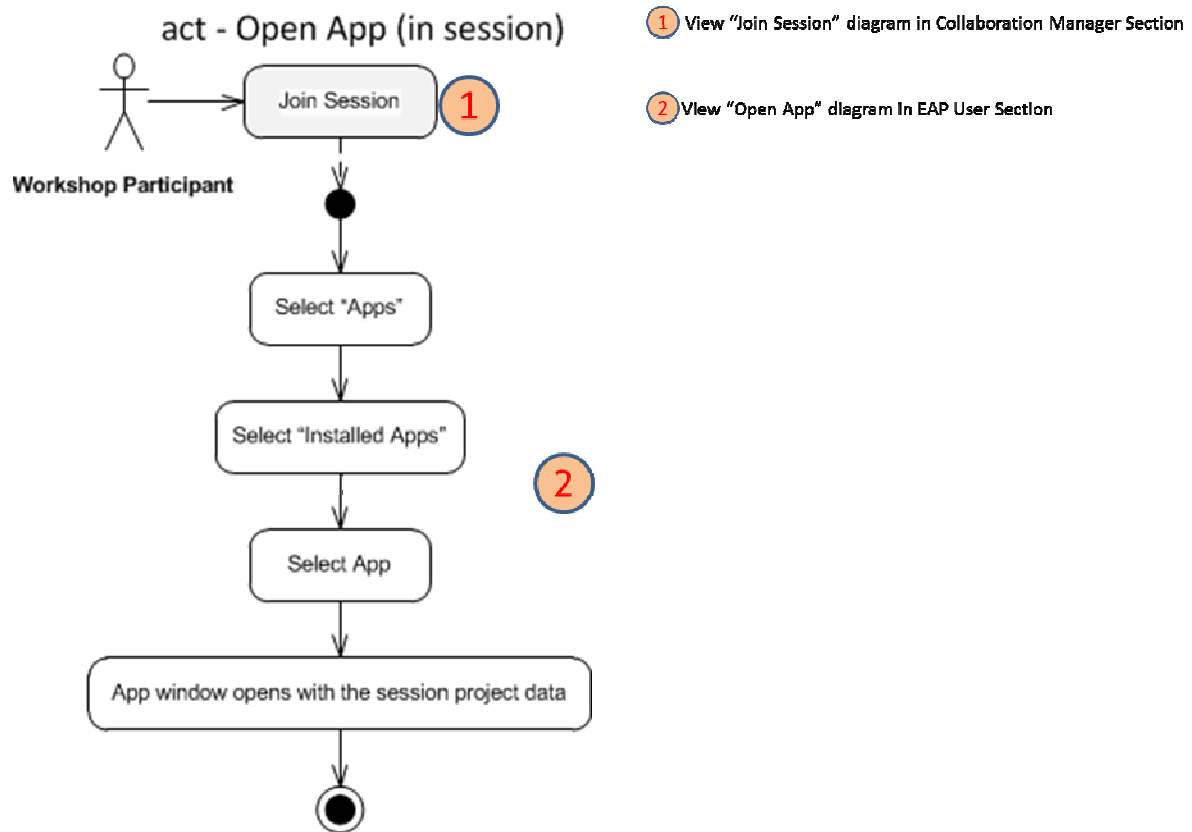 act - Open App (in session)
1 View “Join Session” diagram in Collaboration Manager Section
Join Session
1
2 View “Open App” diagram in EAP User Section
Workshop Participant
Select “Apps”
Select “Installed Apps”
2
Select App
App window opens with the session project data